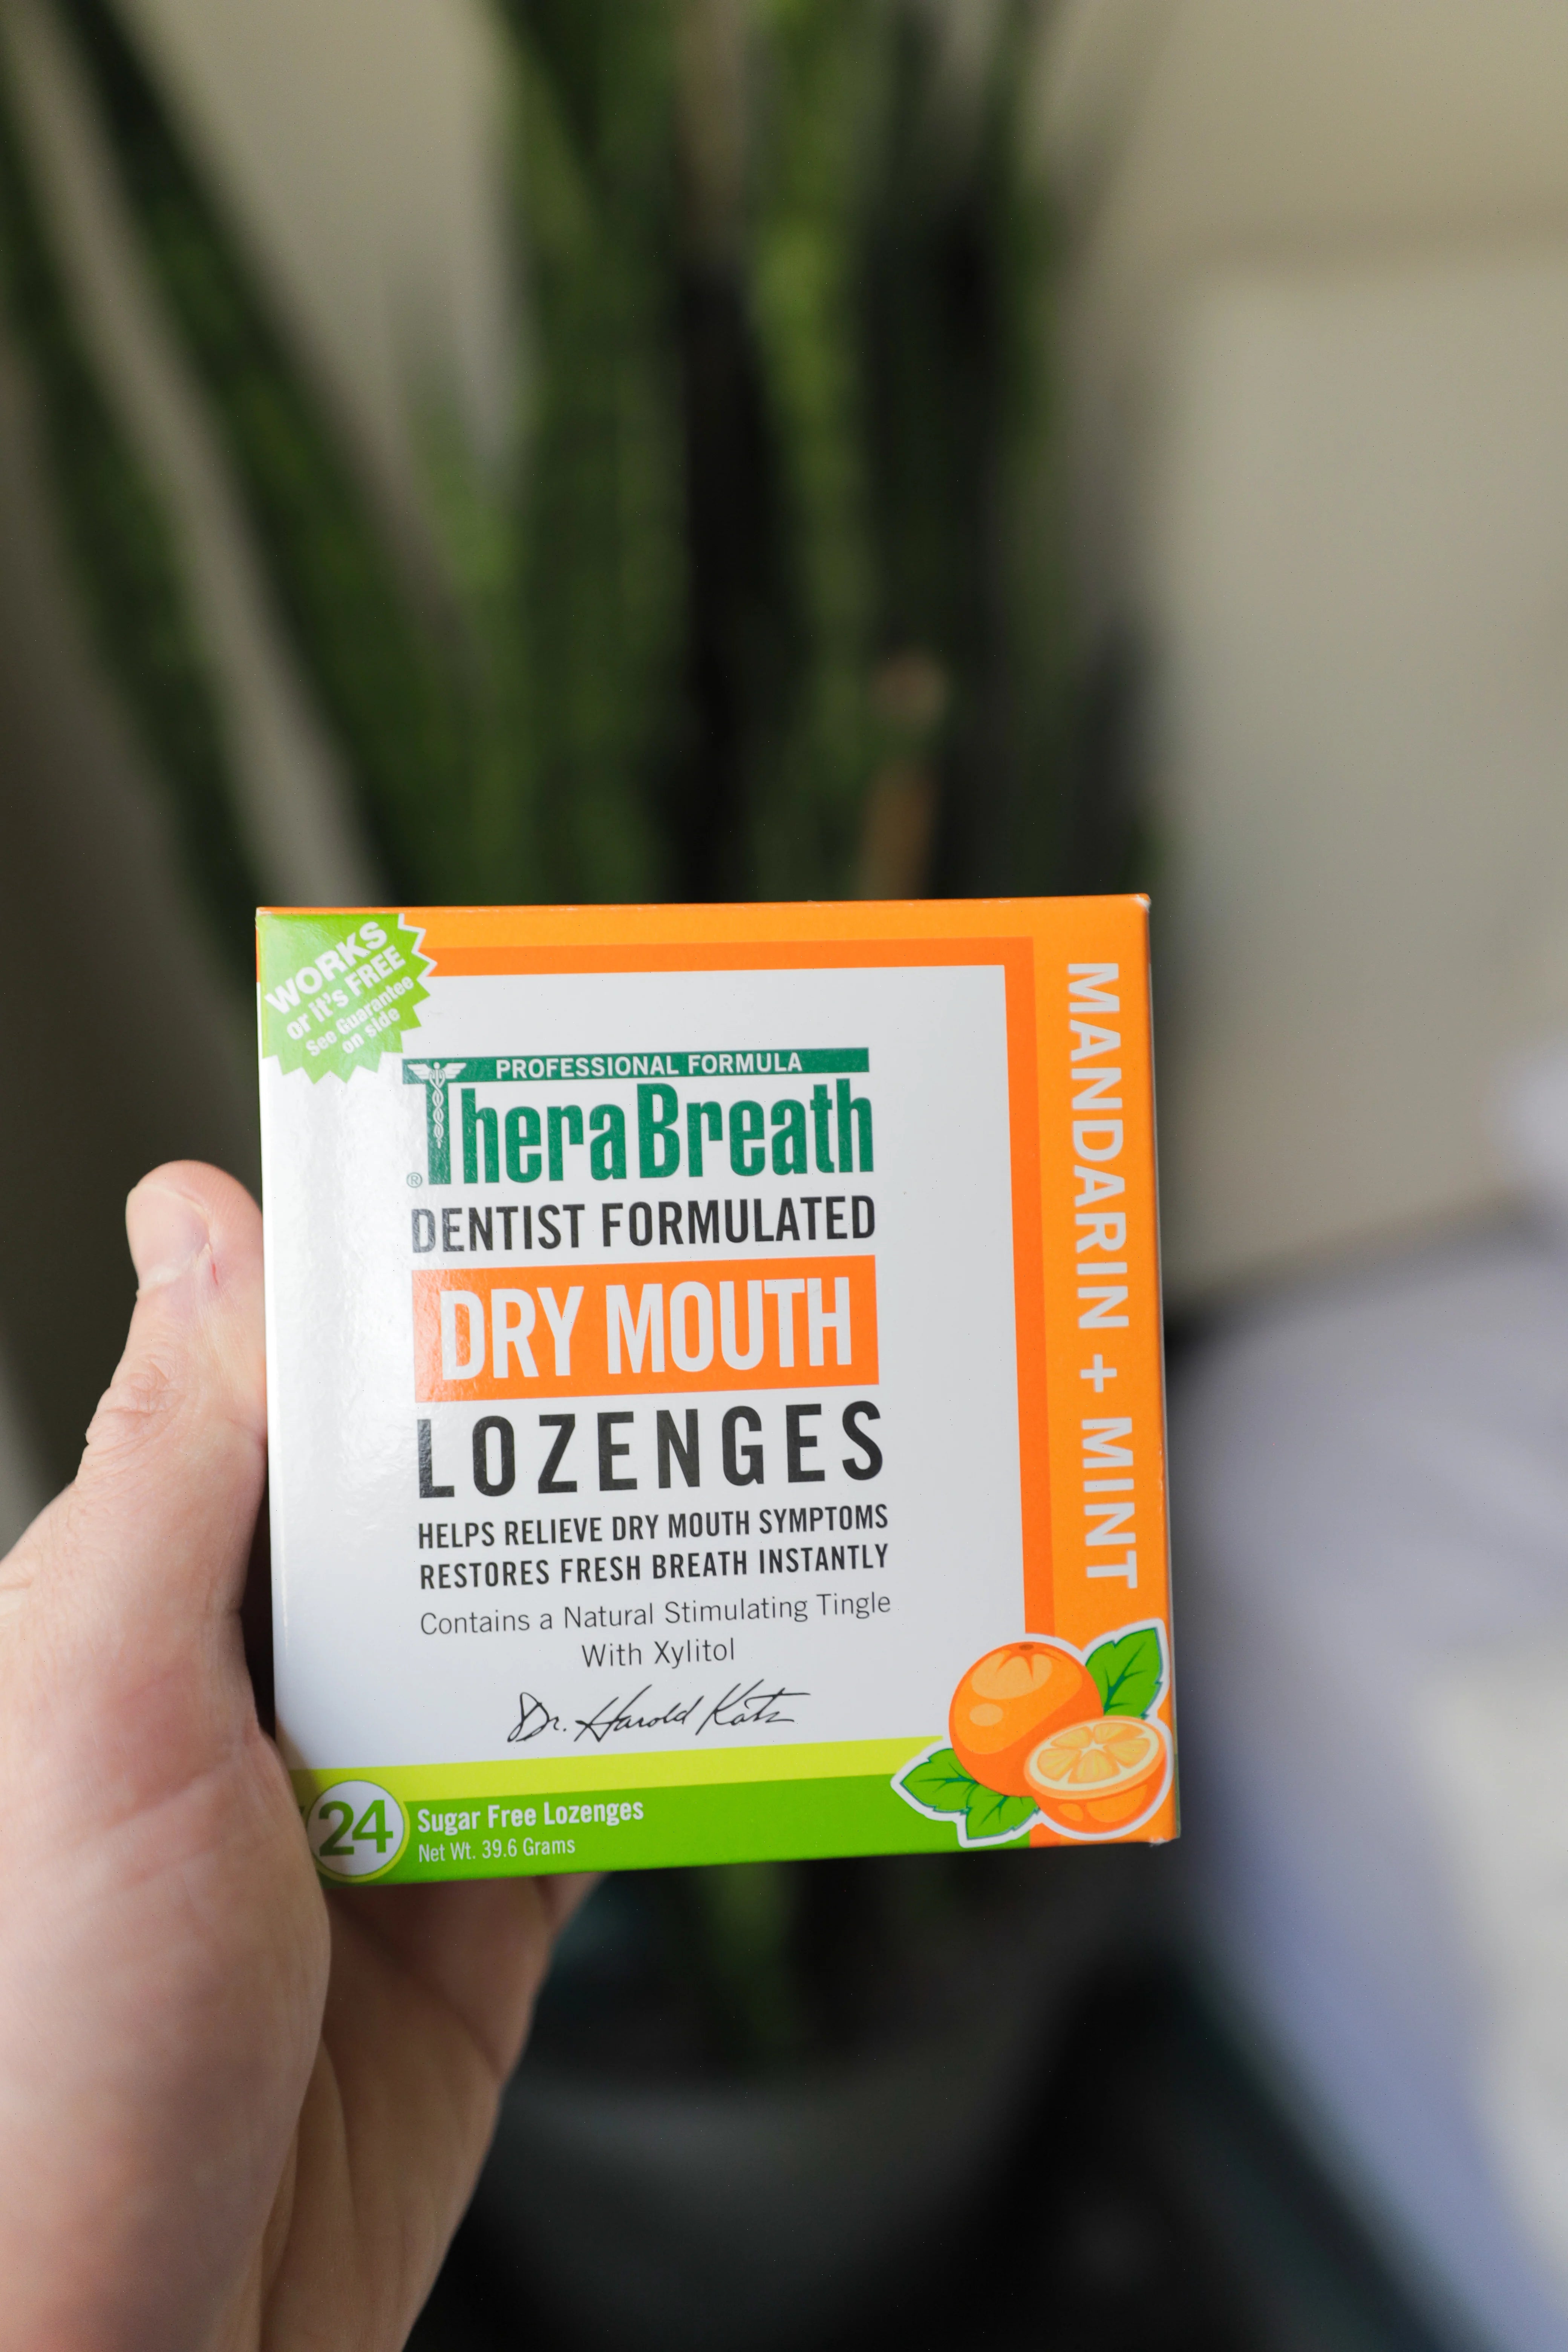 WORKS
or it's FREE
See Guarantee
on side
PROFESSIONAL FORMULA
TheraBreath®
DENTIST FORMULATED
DRY MOUTH
LOZENGES
HELPS RELIEVE DRY MOUTH SYMPTOMS
RESTORES FRESH BREATH INSTANTLY
Contains a Natural Stimulating Tingle
With Xylitol
Dr. Harold Katz
24 Sugar Free Lozenges
Net Wt. 39.6 Grams
MANDARIN + MINT